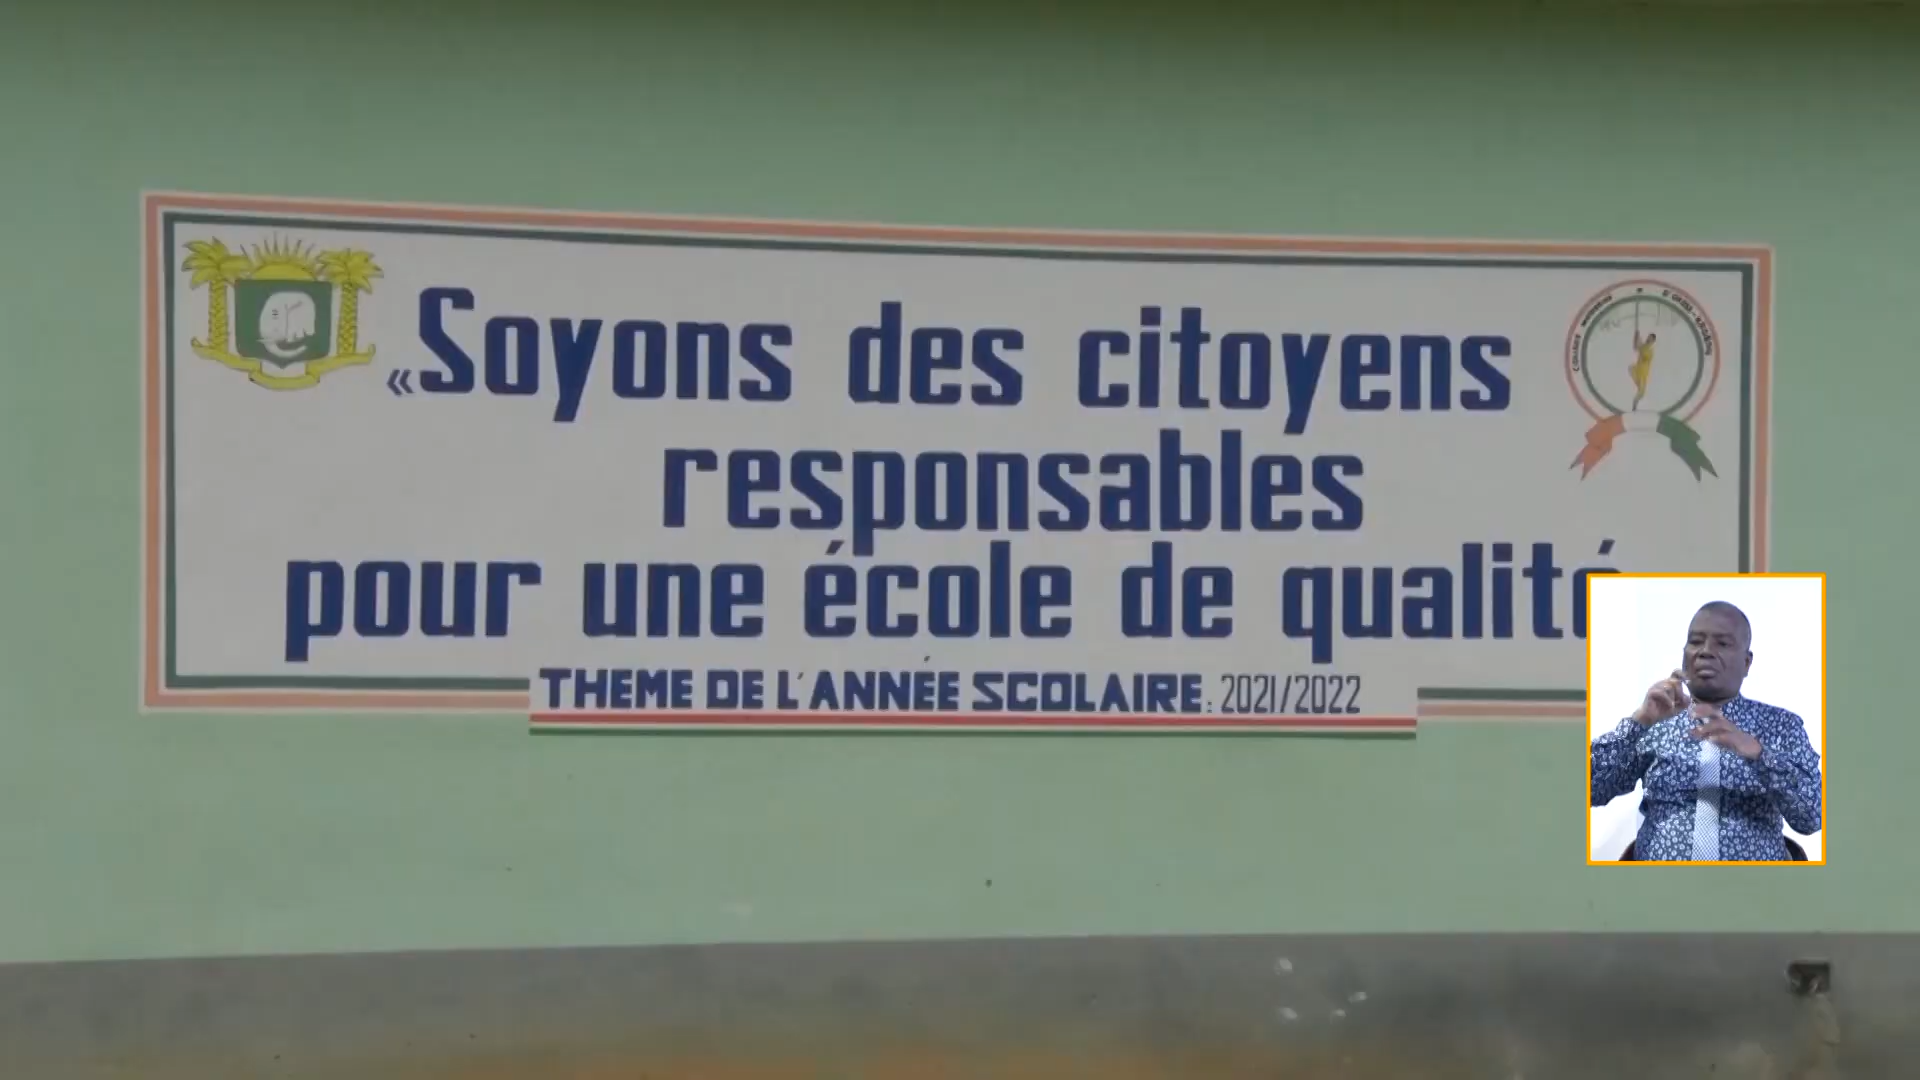 «Soyons des citoyens
responsables
pour une école de qualité
THEME DE L'ANNÉE SCOLAIRE: 2021/2022